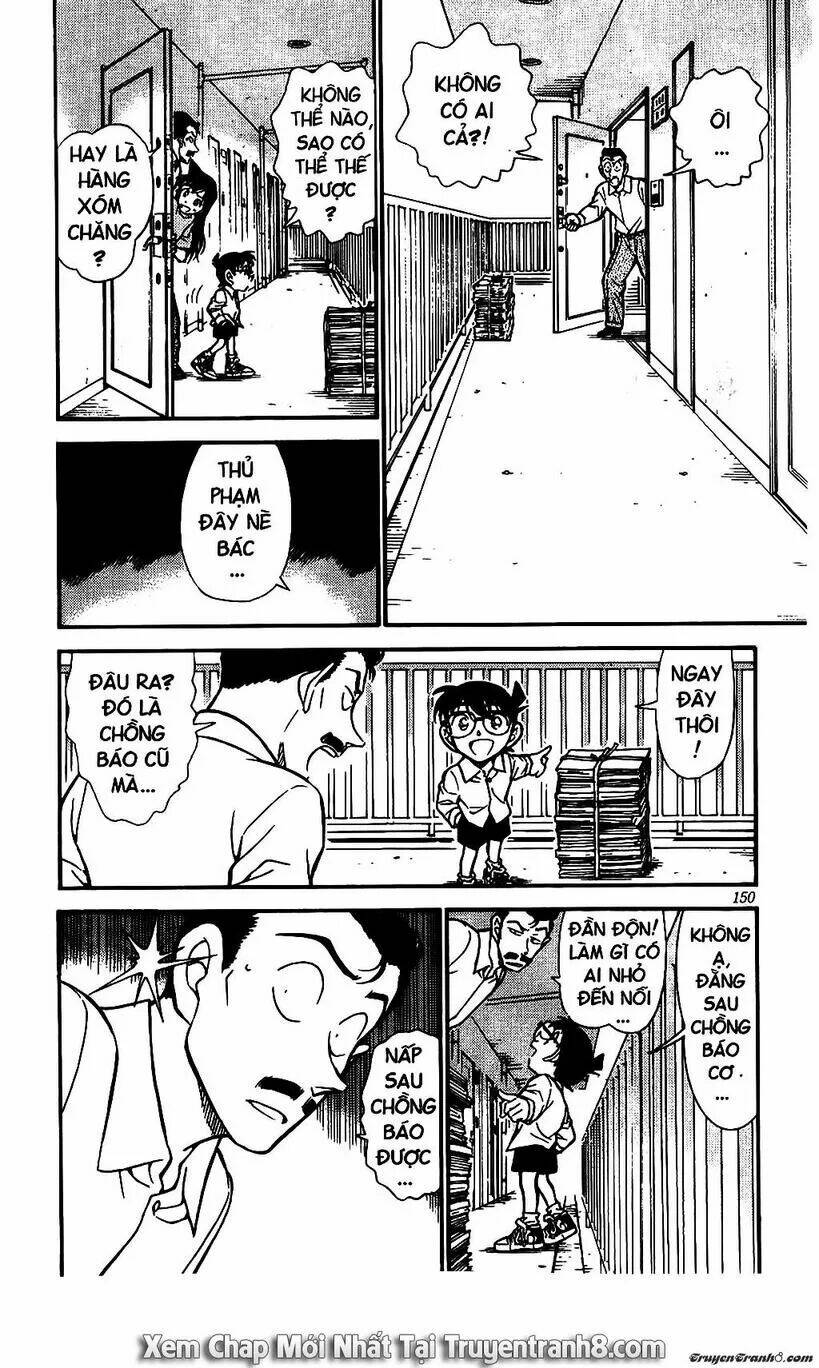 ÔI
...
KHÔNG
CÓ AI
CẢ?!
KHÔNG
THỂ NÀO,
SAO CÓ
THỂ THẾ
ĐƯỢC
?
HAY LÀ
HÀNG
XÓM
CHĂNG
?
THỦ
PHẠM
ĐÂY NÈ
BÁC
...
NGAY
ĐÂY
THÔI
!
ĐÂU RA?
ĐÓ LÀ
CHỒNG
BÁO CŨ
MÀ...
150
KHÔNG
Ạ,
ĐẰNG
SAU
CHỒNG
BÁO
CƠ.
...
ĐẦN ĐỘN!
LÀM GÌ CÓ
AI NHỎ
ĐẾN NỖI
...
NẤP
SAU
CHỒNG
BÁO
ĐƯỢC
...
Xem Chap Mới Nhất Tại Truyentranh8.com
TruyenTranh8.com